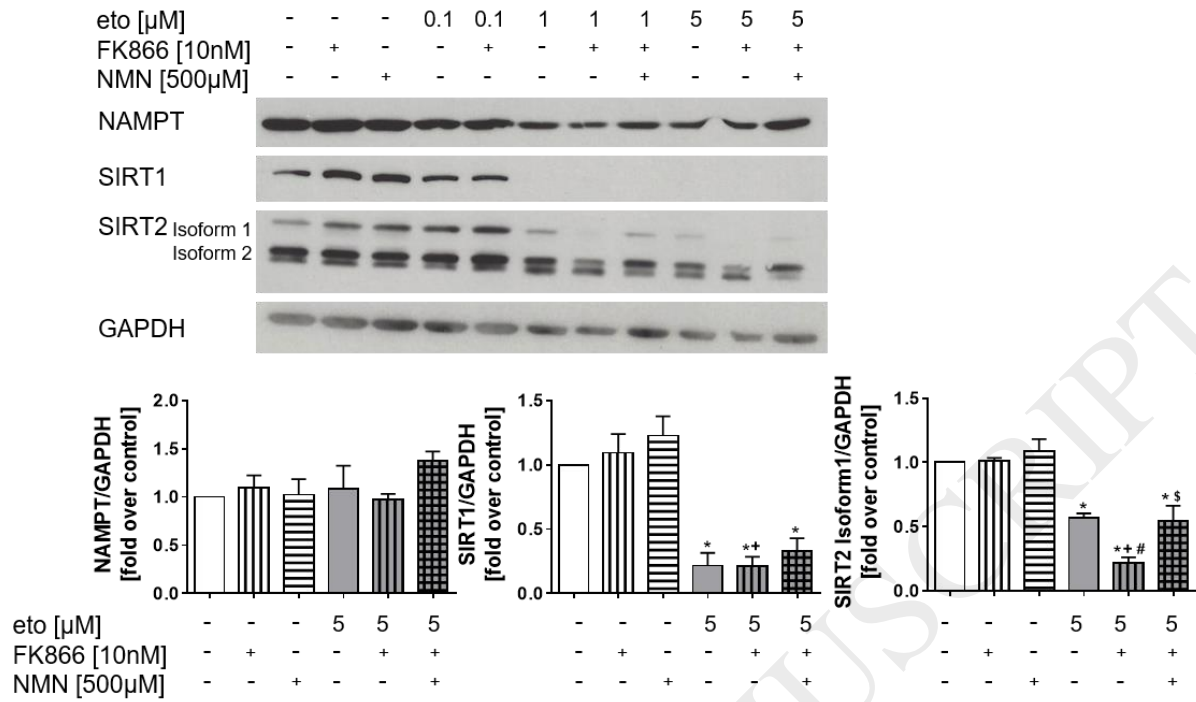 eto [µM] - - - 0.1 0.1 1 1 1 5 5 5
FK866 [10nM] - + - - + - + + - + +
NMN [500µM] - - + - - - - + - - +
NAMPT
SIRT1
SIRT2 Isoform 1
Isoform 2
GAPDH
NAMPT/GAPDH
[fold over control]
2.0
1.5
1.0
0.5
0.0
SIRT1/GAPDH
[fold over control]
1.5
1.0
0.5
0.0
*
*+
*
SIRT2 Isoform1/GAPDH
[fold over control]
1.5
1.0
0.5
0.0
*
*+#
*$
eto [µM] - - - 5 5 5 - - - 5 5 5 - - - 5 5 5
FK866 [10nM] - + - - + + - + - - + + - + - - + +
NMN [500µM] - - + - - + - - + - - + - - + - - +
USCRIPT